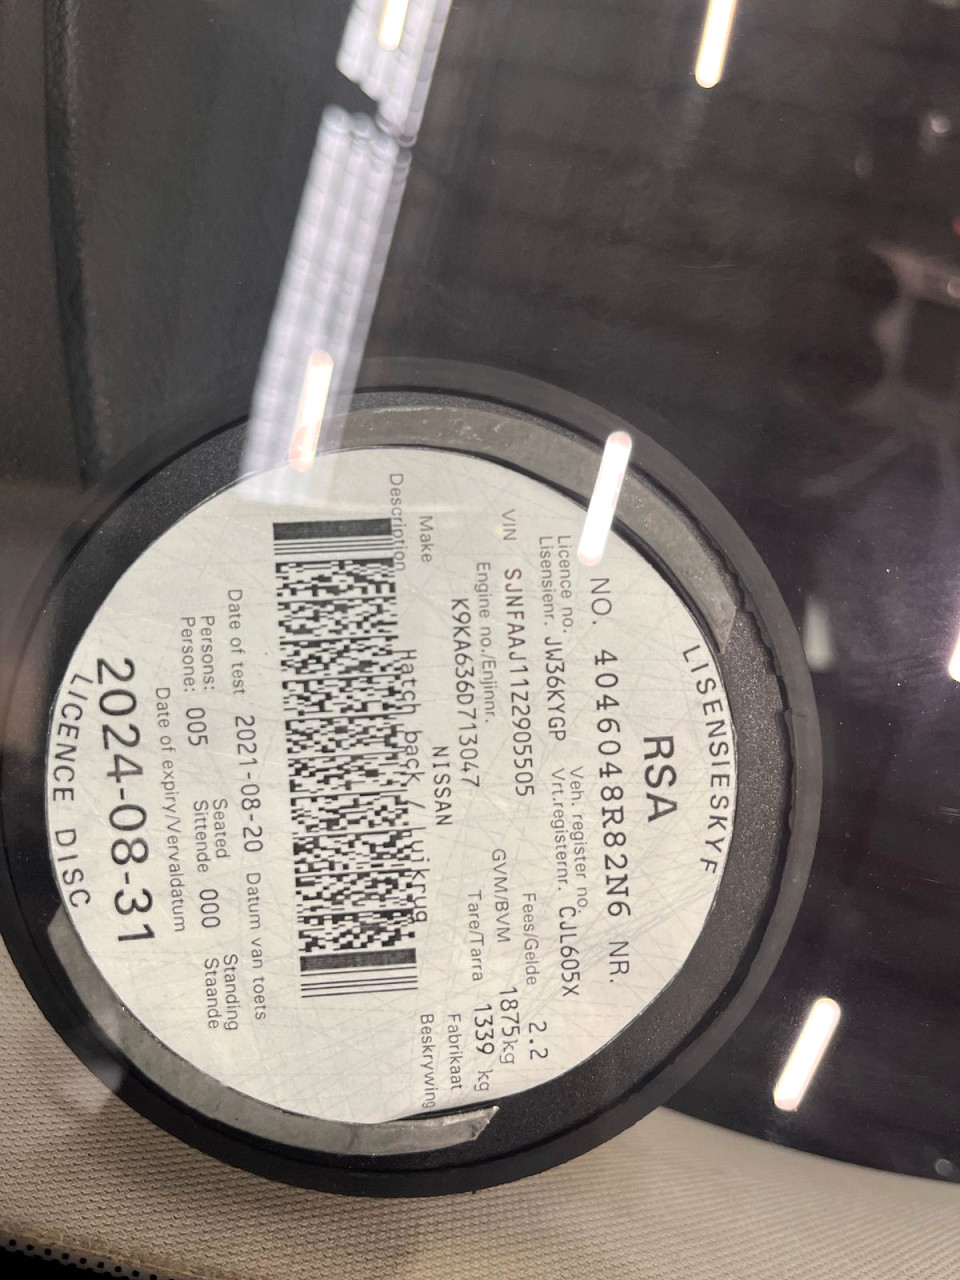 LISENSIESKYF
RSA
NO. 4046048R82N6 NR.
Licence no. Veh. register no.
Lisensienr. JW36KYGP Vrt.registernr. CJL605X
VIN SJNFAAJ11Z2905505 Fees/Gelde 2.2
Engine no./Enjinnr. GVM/BVM 1875kg
K9KA636D713047 Tare/Tarra 1339 kg
Make NISSAN Fabrikaat
Description Hatch back / Luikrug Beskrywing
Date of test 2021-08-20 Datum van toets
Persons: Seated Standing
Persone: 005 Sittende 000 Staande
Date of expiry/Vervaldatum
2024-08-31
LICENCE DISC